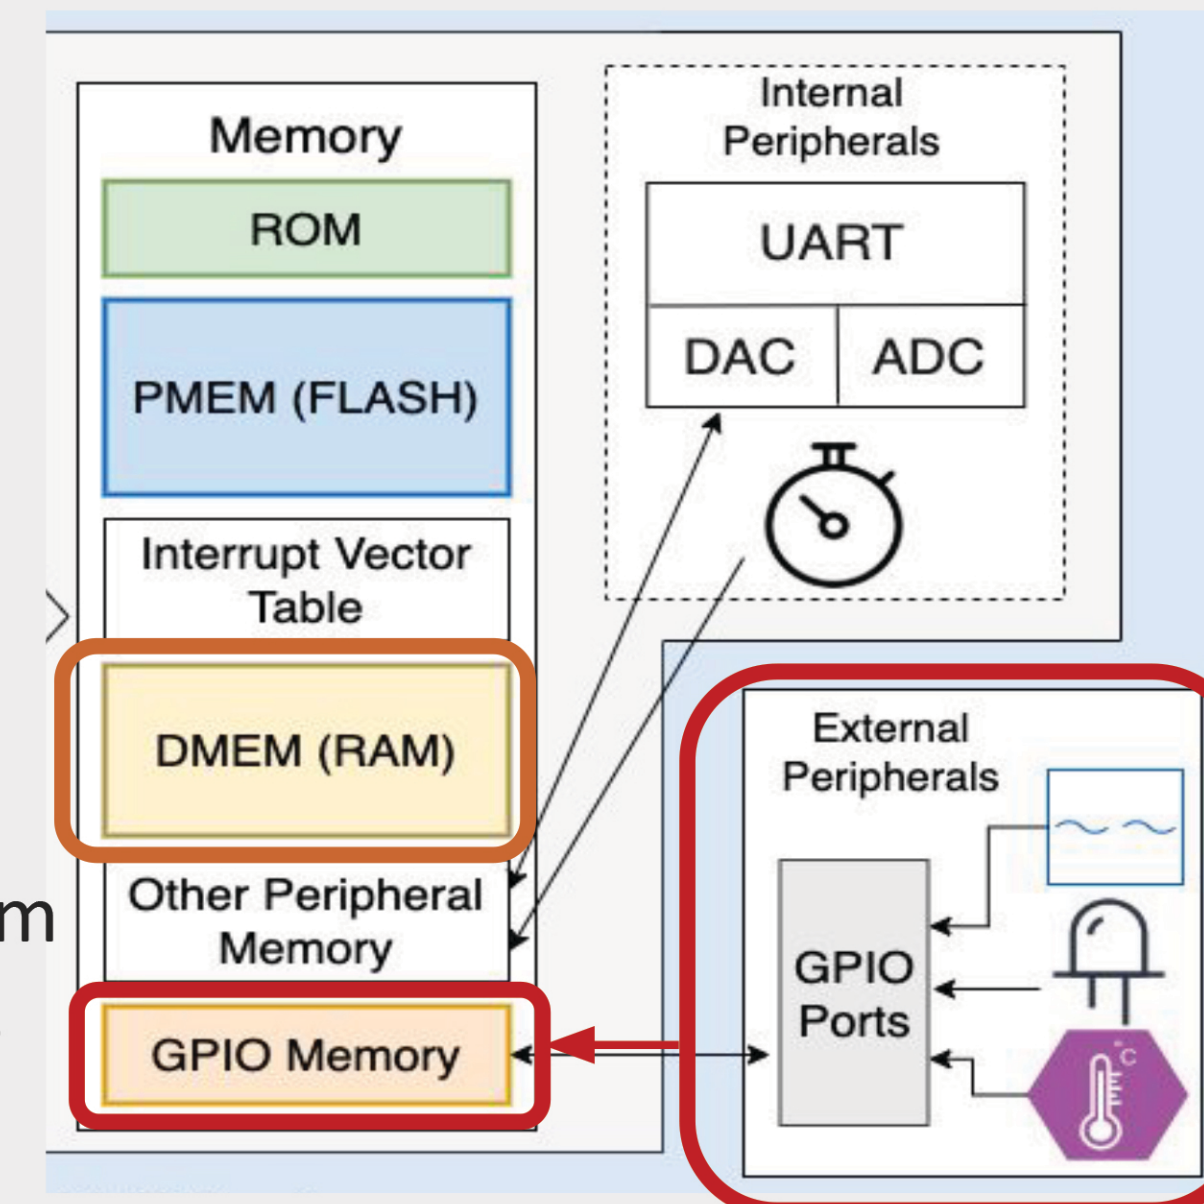 Memory
ROM
PMEM (FLASH)
Interrupt Vector
Table
DMEM (RAM)
Other Peripheral
Memory
GPIO Memory
m
Internal
Peripherals
UART
DAC
ADC
External
Peripherals
GPIO
Ports
°C